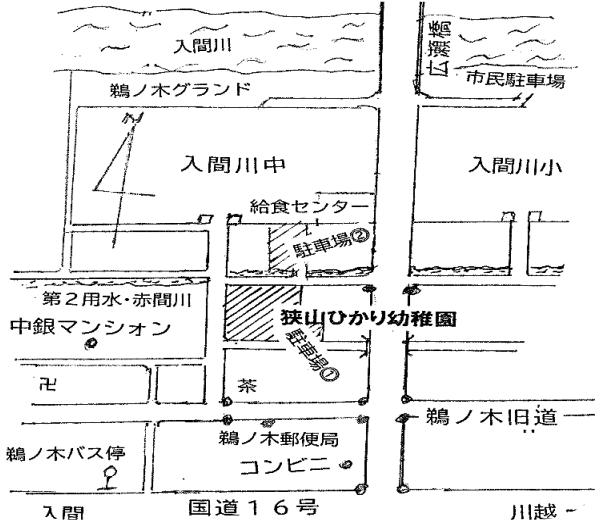 入間川
広瀬橋
市民駐車場
鵜ノ木グランド
N
入間川中
入間川小
給食センター
駐車場②
第2用水・赤間川
狭山ひかり幼稚園
中銀マンション
駐車場①
卍
茶
鵜ノ木旧道
鵜ノ木郵便局
鵜ノ木バス停
コンビニ
入間
国道16号
川越